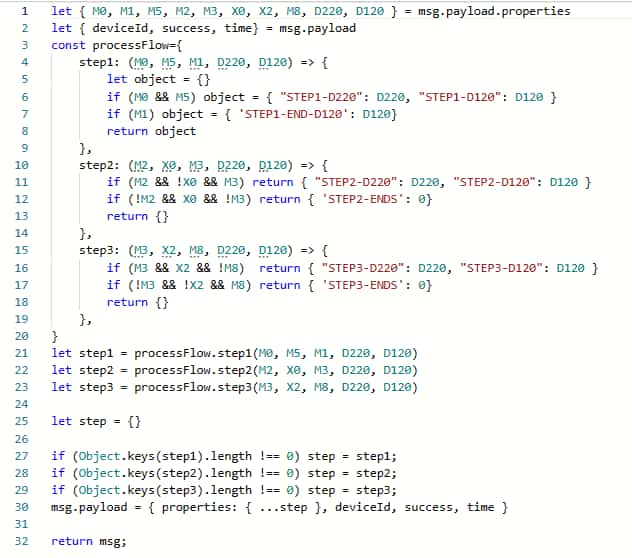 1 let { M0, M1, M5, M2, M3, X0, X2, M8, D220, D120 } = msg.payload.properties
2 let { deviceId, success, time} = msg.payload
3 const processFlow={
4     step1: (M0, M5, M1, D220, D120) => {
5         let object = {}
6         if (M0 && M5) object = { "STEP1-D220": D220, "STEP1-D120": D120 }
7         if (M1) object = { 'STEP1-END-D120': D120}
8         return object
9     },
10     step2: (M2, X0, M3, D220, D120) => {
11         if (M2 && !X0 && M3) return { "STEP2-D220": D220, "STEP2-D120": D120 }
12         if (!M2 && X0 && !M3) return { 'STEP2-ENDS': 0}
13         return {}
14     },
15     step3: (M3, X2, M8, D220, D120) => {
16         if (M3 && X2 && !M8)  return { "STEP3-D220": D220, "STEP3-D120": D120 }
17         if (!M3 && !X2 && M8) return { 'STEP3-ENDS': 0}
18         return {}
19     },
20 }
21 let step1 = processFlow.step1(M0, M5, M1, D220, D120)
22 let step2 = processFlow.step2(M2, X0, M3, D220, D120)
23 let step3 = processFlow.step3(M3, X2, M8, D220, D120)
24
25 let step = {}
26
27 if (Object.keys(step1).length !== 0) step = step1;
28 if (Object.keys(step2).length !== 0) step = step2;
29 if (Object.keys(step3).length !== 0) step = step3;
30 msg.payload = { properties: { ...step }, deviceId, success, time }
31
32 return msg;